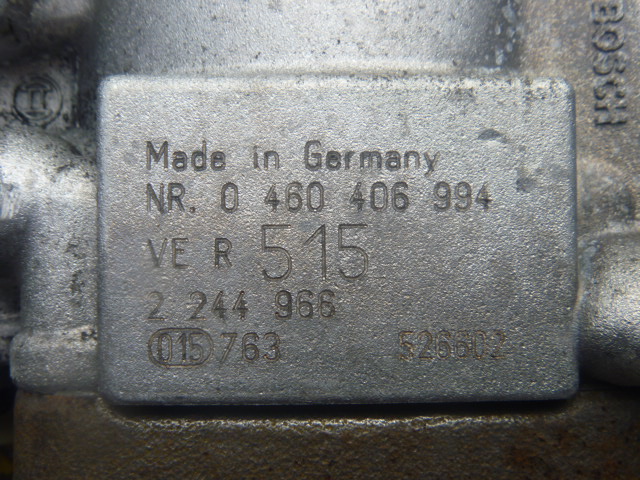 BOSCH
Made in Germany
NR. 0 460 406 994
VE R 515
2 244 966
015 763 526602